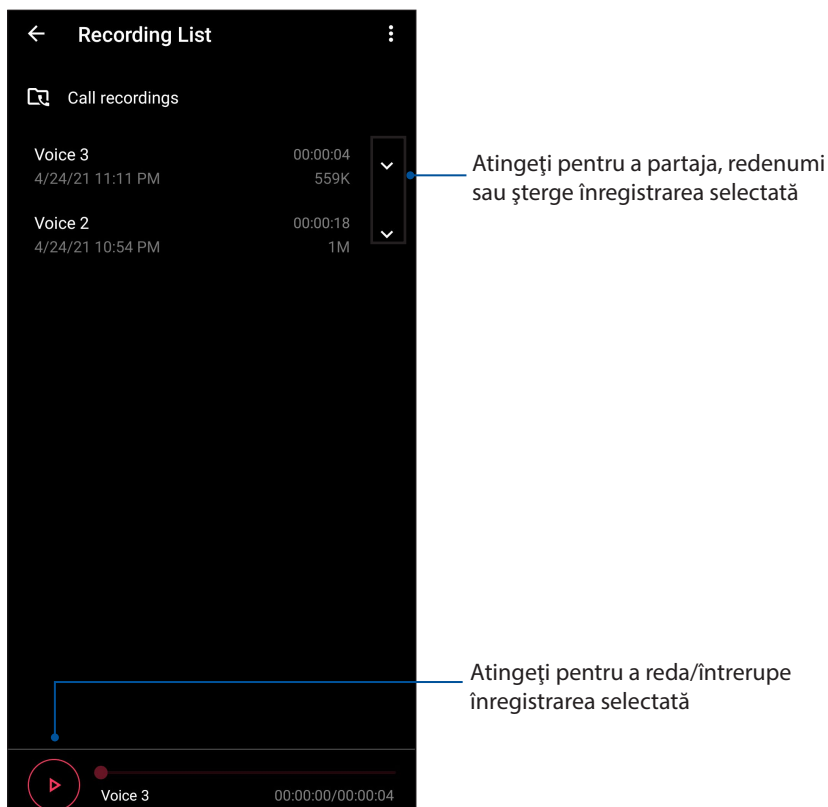 Recording List
Call recordings
Voice 3 00:00:04
4/24/21 11:11 PM 559K
Atingeţi pentru a partaja, redenumi
sau şterge înregistrarea selectată
Voice 2 00:00:18
4/24/21 10:54 PM 1M
Atingeţi pentru a reda/întrerupe
înregistrarea selectată
Voice 3 00:00:00/00:00:04